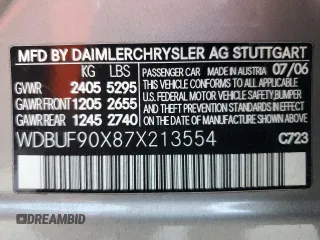 MFD BY DAIMLERCHRYSLER AG STUTTGART
KG LBS
GVWR 2405 5295
GAWR FRONT 1205 2655
GAWR REAR 1245 2740
PASSENGER CAR MADE IN AUSTRIA 07/06
THIS VEHICLE CONFORMS TO ALL
APPLICABLE U.S. FEDERAL MOTOR
VEHICLE SAFETY, BUMPER,
AND THEFT PREVENTION STANDARDS
IN EFFECT ON THE DATE OF MANUFACTURE
WDBUF90X87X213554
C723
DREAMBID